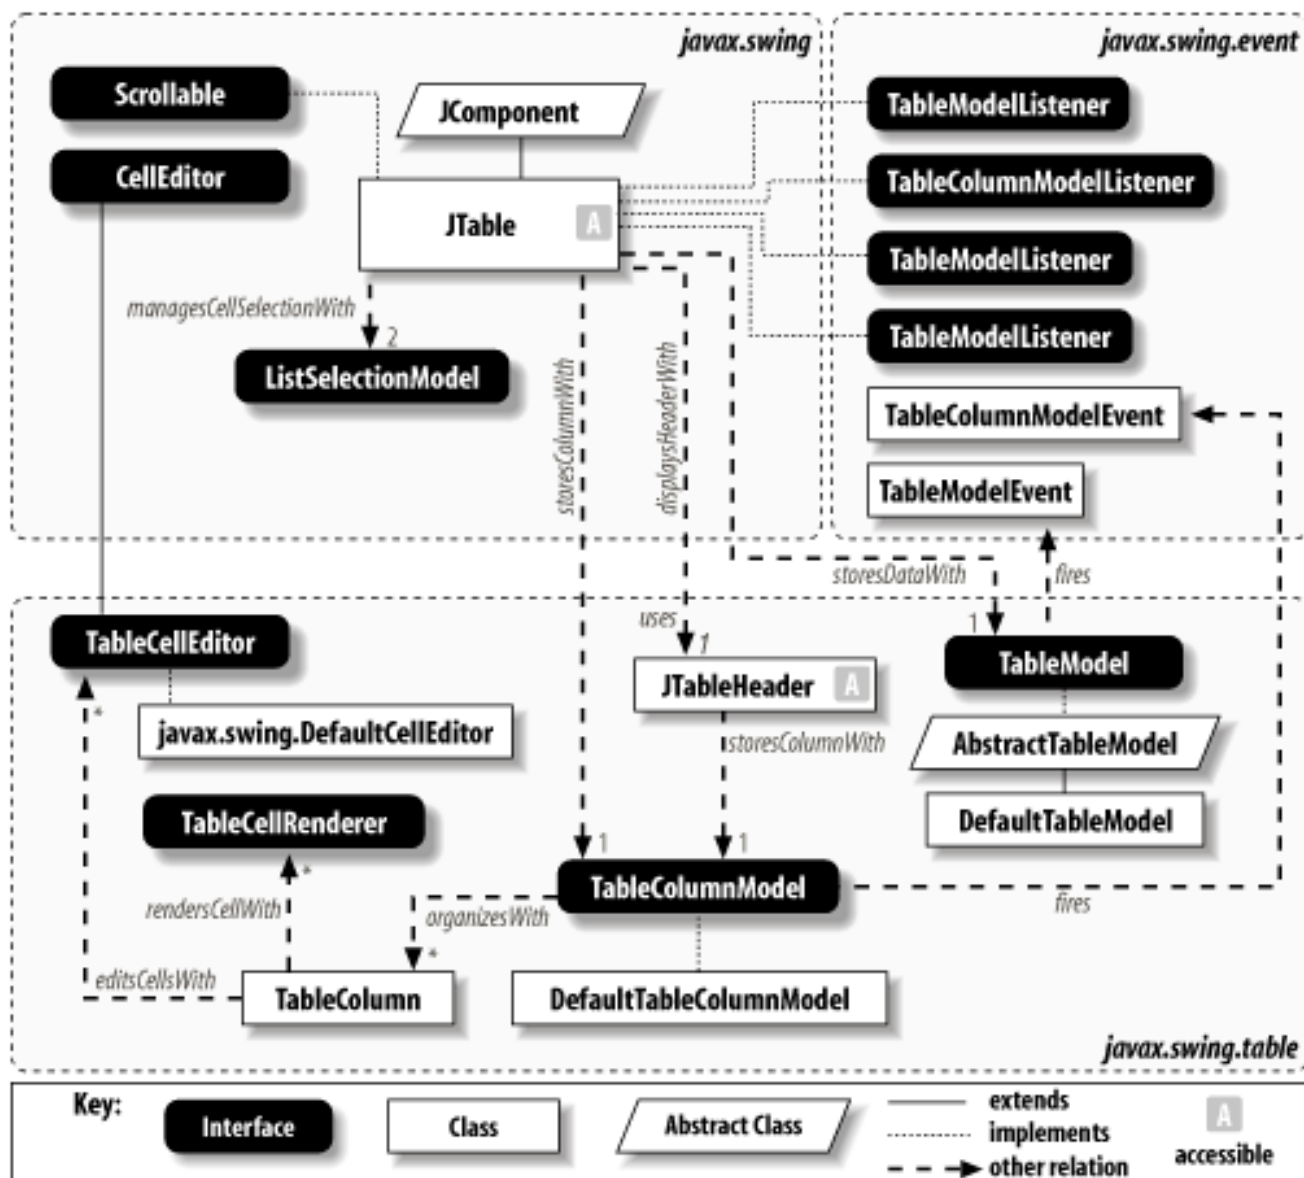 javax.swing
javax.swing.event
Scrollable
JComponent
TableModelListener
CellEditor
TableColumnModelListener
JTable
A
TableModelListener
managesCellSelectionWith
2
TableModelListener
ListSelectionModel
storesColumnWith
displaysHeaderWith
TableColumnModelEvent
TableModelEvent
storesDataWith
fires
uses
1
1
TableCellEditor
TableModel
JTableHeader
A
*
javax.swing.DefaultCellEditor
storesColumnWith
AbstractTableModel
TableCellRenderer
DefaultTableModel
1
1
*
TableColumnModel
rendersCellWith
organizesWith
fires
*
editsCellsWith
TableColumn
DefaultTableColumnModel
javax.swing.table
Key:
Interface
Class
Abstract Class
extends
implements
other relation
A
accessible